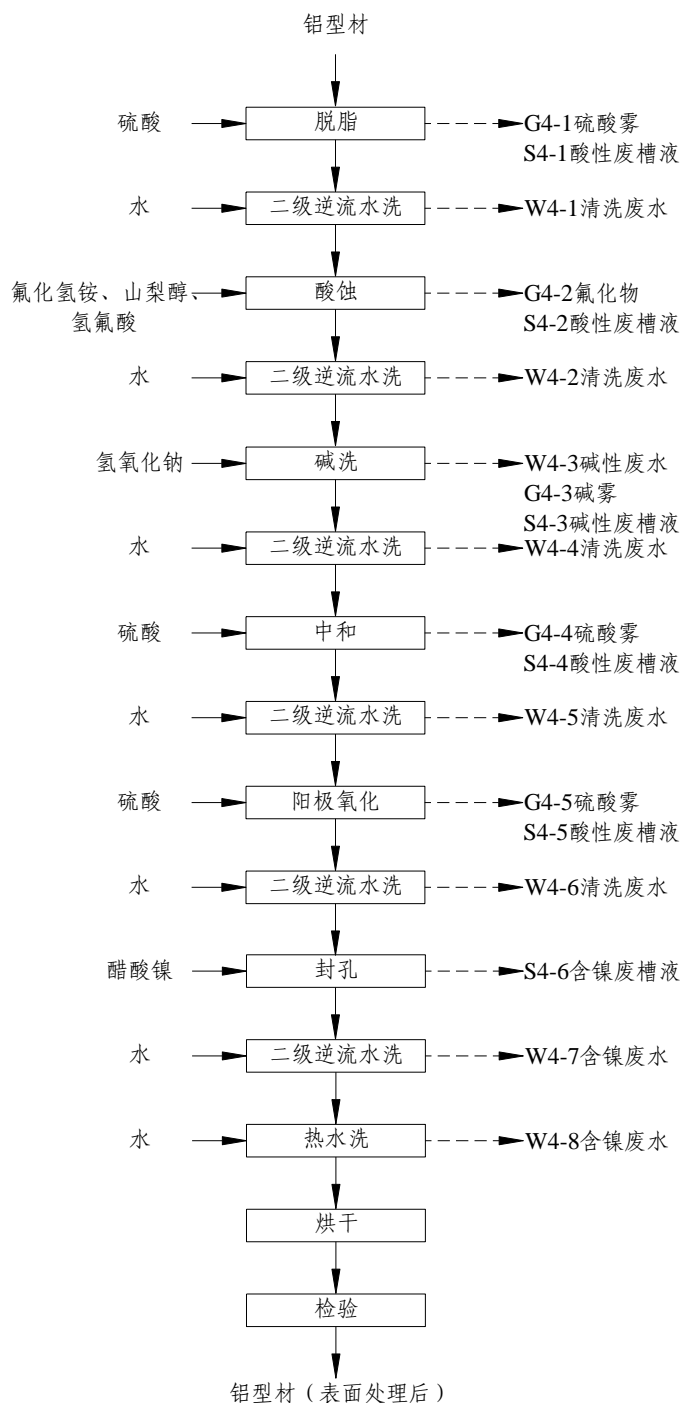 铝型材
硫酸
脱脂
G4-1硫酸雾
S4-1酸性废槽液
水
二级逆流水洗
W4-1清洗废水
氟化氢铵、山梨醇、
氢氟酸
酸蚀
G4-2氟化物
S4-2酸性废槽液
水
二级逆流水洗
W4-2清洗废水
氢氧化钠
碱洗
W4-3碱性废水
G4-3碱雾
S4-3碱性废槽液
水
二级逆流水洗
W4-4清洗废水
硫酸
中和
G4-4硫酸雾
S4-4酸性废槽液
水
二级逆流水洗
W4-5清洗废水
硫酸
阳极氧化
G4-5硫酸雾
S4-5酸性废槽液
水
二级逆流水洗
W4-6清洗废水
醋酸镍
封孔
S4-6含镍废槽液
水
二级逆流水洗
W4-7含镍废水
水
热水洗
W4-8含镍废水
烘干
检验
铝型材（表面处理后）